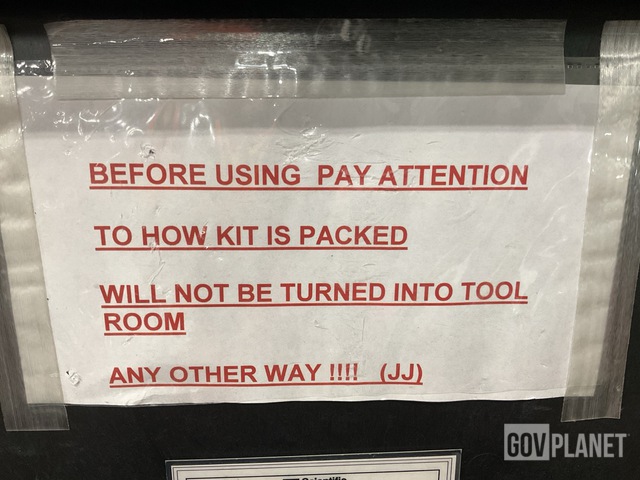 BEFORE USING PAY ATTENTION
TO HOW KIT IS PACKED
WILL NOT BE TURNED INTO TOOL
ROOM
ANY OTHER WAY !!!! (JJ)
GOVPLANET
Scientific